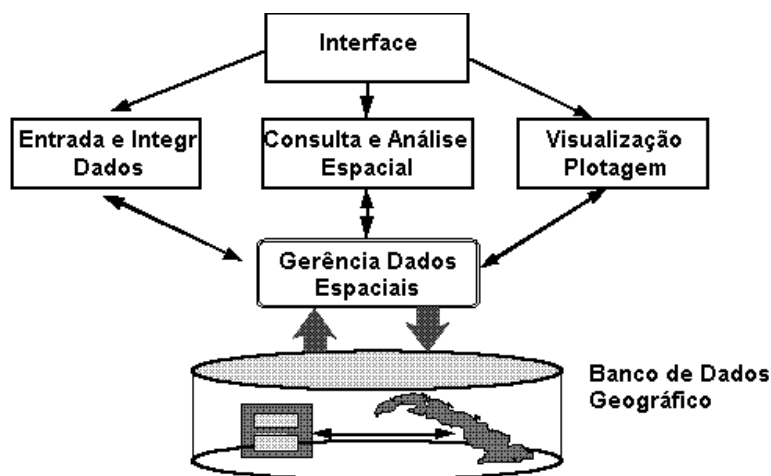 Interface
Entrada e Integr
Dados
Consulta e Análise
Espacial
Visualização
Plotagem
Gerência Dados
Espaciais
Banco de Dados
Geográfico